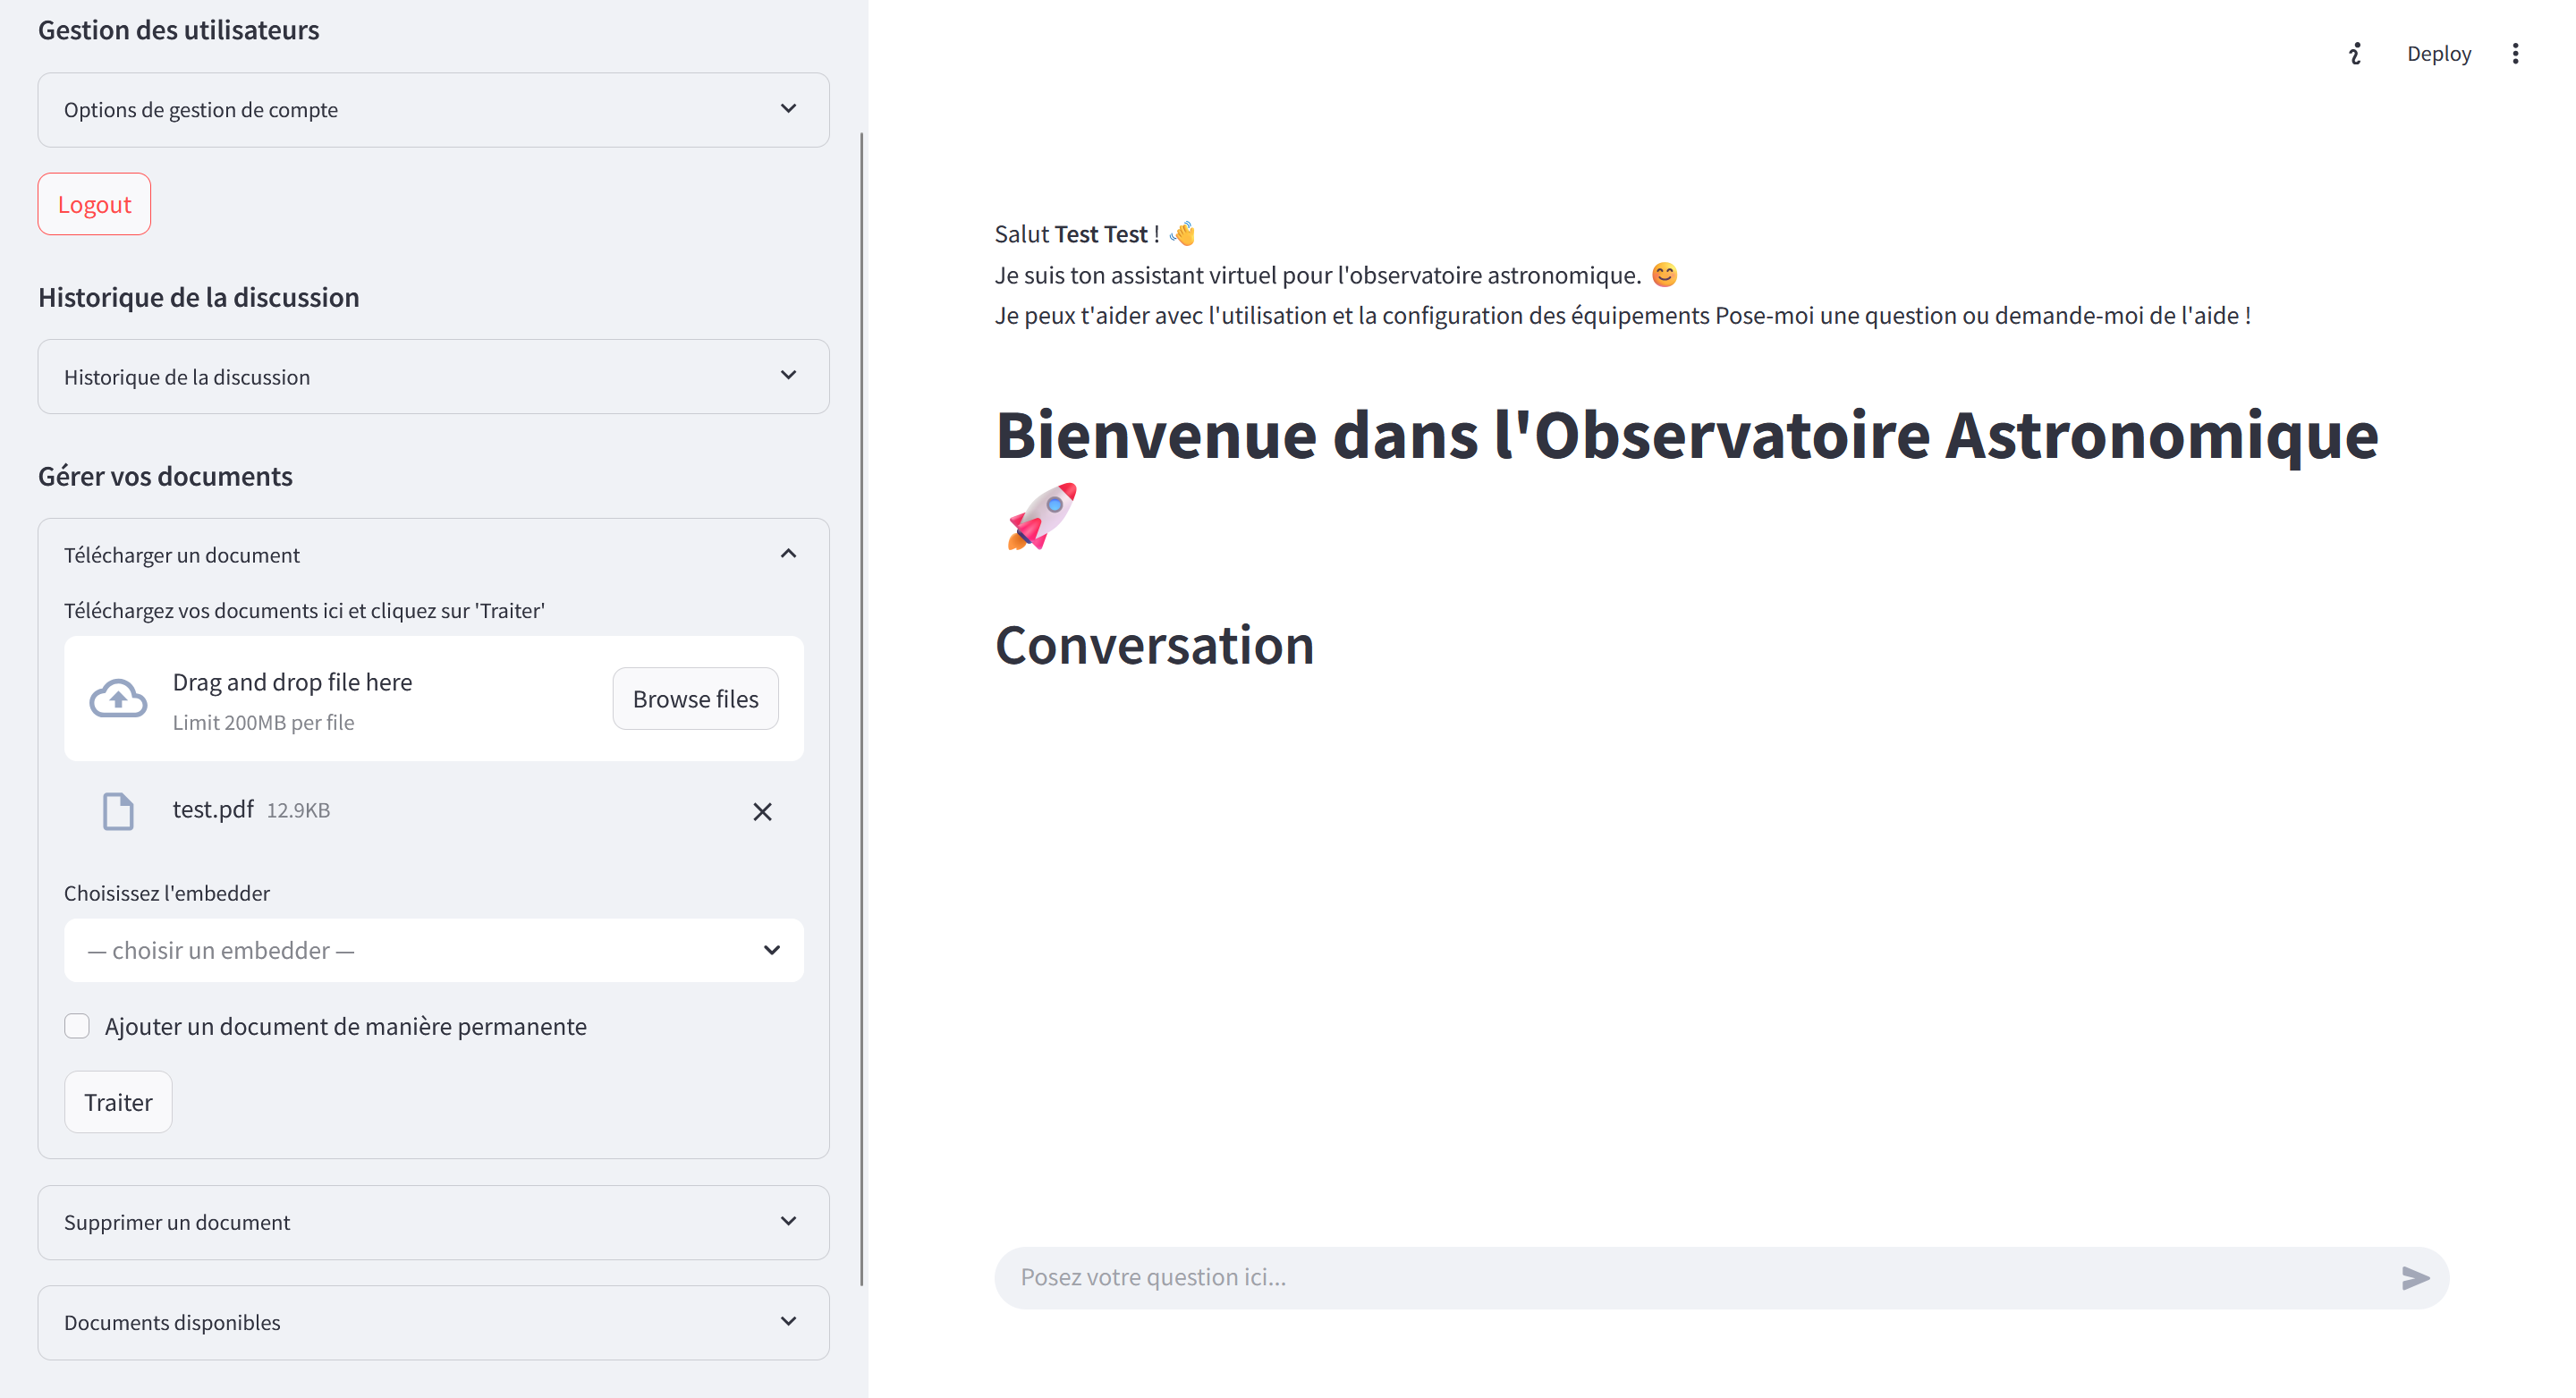 Gestion des utilisateurs
Options de gestion de compte
Logout
Historique de la discussion
Historique de la discussion
Gérer vos documents
Télécharger un document
Téléchargez vos documents ici et cliquez sur 'Traiter'
Drag and drop file here
Limit 200MB per file
Browse files
test.pdf 12.9KB
Choisissez l'embedder
— choisir un embedder —
Ajouter un document de manière permanente
Traiter
Supprimer un document
Documents disponibles
Deploy
Salut Test Test ! 👋
Je suis ton assistant virtuel pour l'observatoire astronomique. 😊
Je peux t'aider avec l'utilisation et la configuration des équipements Pose-moi une question ou demande-moi de l'aide !
Bienvenue dans l'Observatoire Astronomique
🚀
Conversation
Posez votre question ici...